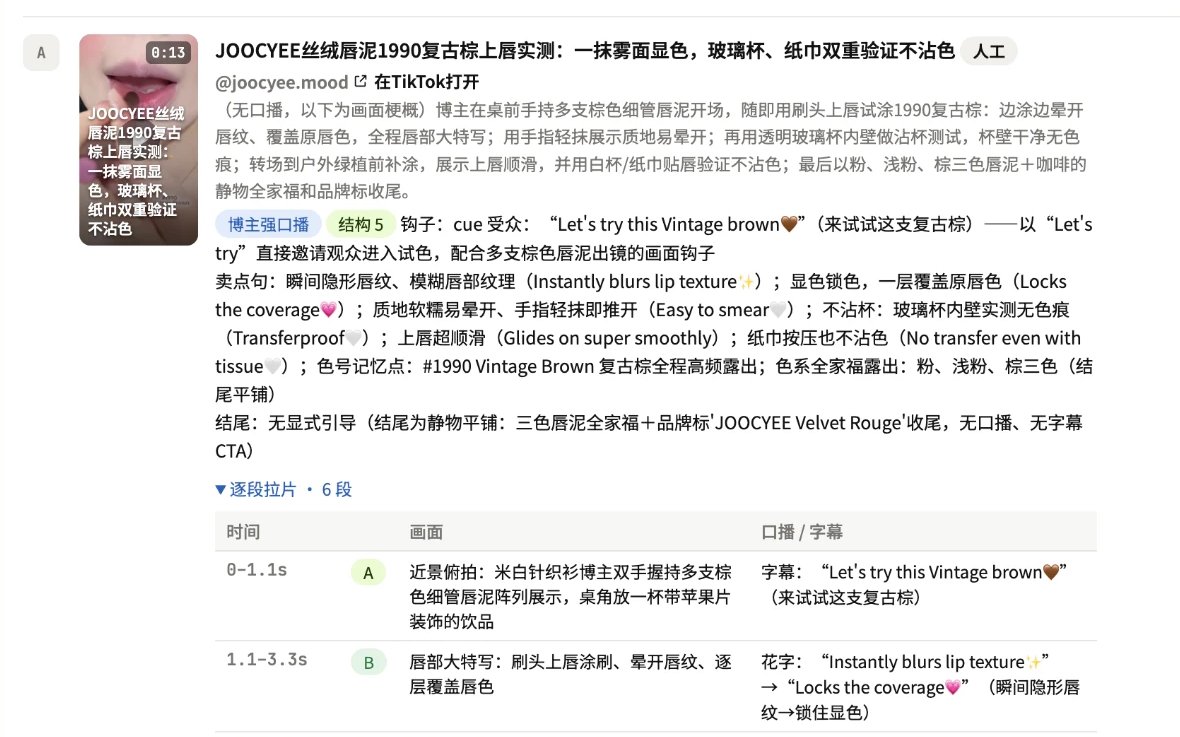 A
0:13
JOOCYEE丝绒
唇泥1990复古
棕上唇实测：
一抹雾面显
色，玻璃杯、
纸巾双重验证
不沾色
JOOCYEE丝绒唇泥1990复古棕上唇实测：一抹雾面显色，玻璃杯、纸巾双重验证不沾色 人工
@joocyee.mood 在TikTok打开
（无口播，以下为画面梗概）博主在桌前手持多支棕色细管唇泥开场，随即用刷头上唇试涂1990复古棕：边涂边晕开
唇纹、覆盖原唇色，全程唇部大特写；用手指轻抹展示质地易晕开；再用透明玻璃杯内壁做沾杯测试，杯壁干净无色
痕；转场到户外绿植前补涂，展示上唇顺滑，并用白杯/纸巾贴唇验证不沾色；最后以粉、浅粉、棕三色唇泥＋咖啡的
静物全家福和品牌标收尾。
博主强口播 结构 5 钩子：cue 受众：“Let's try this Vintage brown🤎”（来试试这支复古棕）——以“Let's
try”直接邀请观众进入试色，配合多支棕色唇泥出镜的画面钩子
卖点句：瞬间隐形唇纹、模糊唇部纹理（Instantly blurs lip texture✨）；显色锁色，一层覆盖原唇色（Locks
the coverage💗）；质地软糯易晕开、手指轻抹即推开（Easy to smear🤍）；不沾杯：玻璃杯内壁实测无色痕
（Transferproof🤍）；上唇超顺滑（Glides on super smoothly）；纸巾按压也不沾色（No transfer even with
tissue🤍）；色号记忆点：#1990 Vintage Brown 复古棕全程高频露出；色系全家福露出：粉、浅粉、棕三色（结
尾平铺）
结尾：无显式引导（结尾为静物平铺：三色唇泥全家福＋品牌标'JOOCYEE Velvet Rouge'收尾，无口播、无字幕
CTA）
▼逐段拉片 · 6 段
时间 画面 口播 / 字幕
0–1.1s A 近景俯拍：米白针织衫博主双手握持多支棕 字幕：“Let's try this Vintage brown🤎”
色细管唇泥阵列展示，桌角放一杯带苹果片 （来试试这支复古棕）
装饰的饮品
1.1–3.3s B 唇部大特写：刷头上唇涂刷、晕开唇纹、逐 花字：“Instantly blurs lip texture✨”
层覆盖唇色 →“Locks the coverage💗”（瞬间隐形唇
纹→锁住显色）